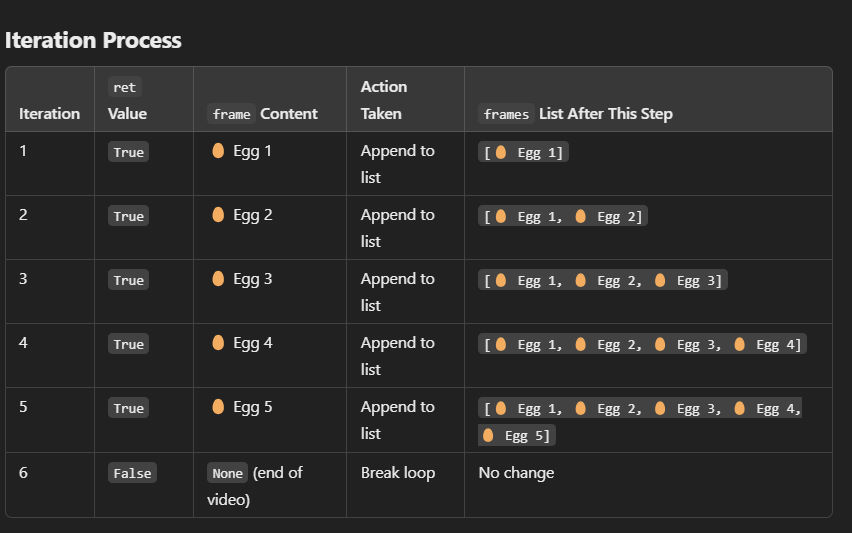 Iteration Process
Iteration ret Value frame Content Action Taken frames List After This Step
1 True 🥚 Egg 1 Append to list [🥚 Egg 1]
2 True 🥚 Egg 2 Append to list [🥚 Egg 1, 🥚 Egg 2]
3 True 🥚 Egg 3 Append to list [🥚 Egg 1, 🥚 Egg 2, 🥚 Egg 3]
4 True 🥚 Egg 4 Append to list [🥚 Egg 1, 🥚 Egg 2, 🥚 Egg 3, 🥚 Egg 4]
5 True 🥚 Egg 5 Append to list [🥚 Egg 1, 🥚 Egg 2, 🥚 Egg 3, 🥚 Egg 4, 🥚 Egg 5]
6 False None (end of video) Break loop No change